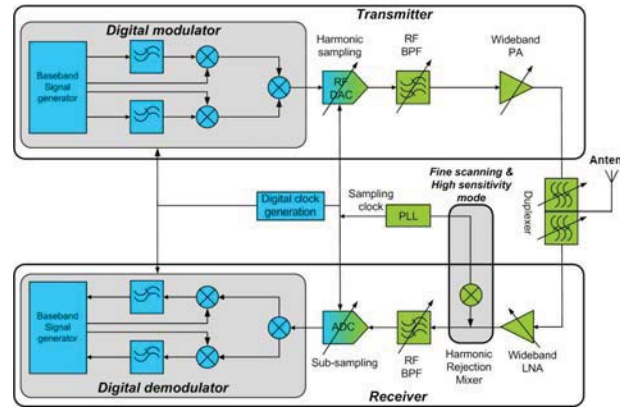 Transmitter
Digital modulator
Harmonic
sampling
RF
BPF
Wideband
PA
Baseband
Signal
generator
RF
DAC
Anten
Fine scanning &
High sensitivity
mode
Digital clock
generation
Sampling
clock
PLL
Duplexer
Baseband
Signal
generator
ADC
Sub-sampling
RF
BPF
Harmonic
Rejection
Mixer
Wideband
LNA
Digital demodulator
Receiver